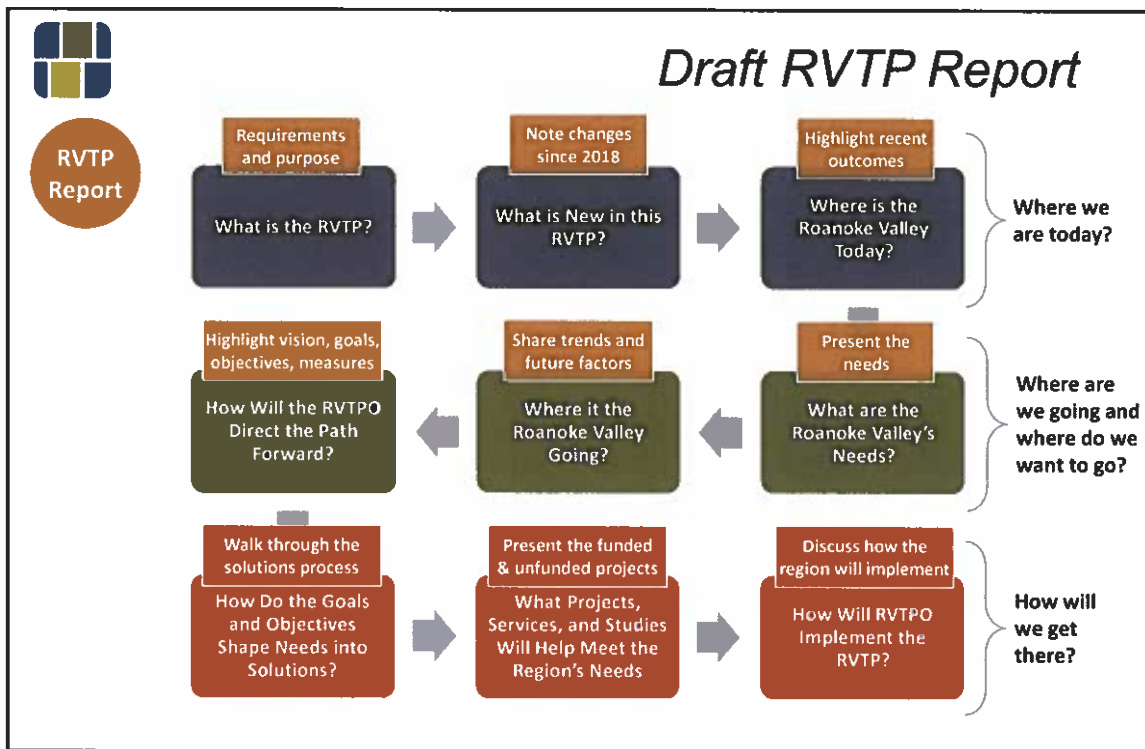 Draft RVTP Report
RVTP
Report
Requirements
and purpose
What is the RVTP?
Note changes
since 2018
What is New in this
RVTP?
Highlight recent
outcomes
Where is the
Roanoke Valley
Today?
Where we
are today?
Highlight vision, goals,
objectives, measures
How Will the RVTPO
Direct the Path
Forward?
Share trends and
future factors
Where it the
Roanoke Valley
Going?
Present the
needs
What are the
Roanoke Valley's
Needs?
Where are
we going and
where do we
want to go?
Walk through the
solutions process
How Do the Goals
and Objectives
Shape Needs into
Solutions?
Present the funded
& unfunded projects
What Projects,
Services, and Studies
Will Help Meet the
Region's Needs
Discuss how the
region will implement
How Will RVTPO
Implement the
RVTP?
How will
we get
there?